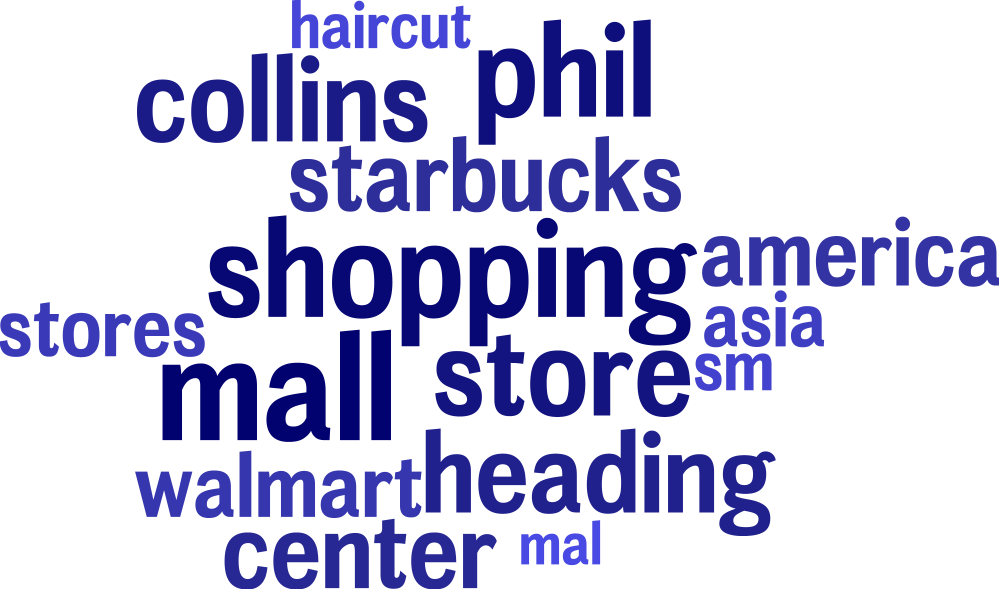 haircut
collins phil
starbucks
shopping america
stores asia
mall store sm
walmart heading
center mal